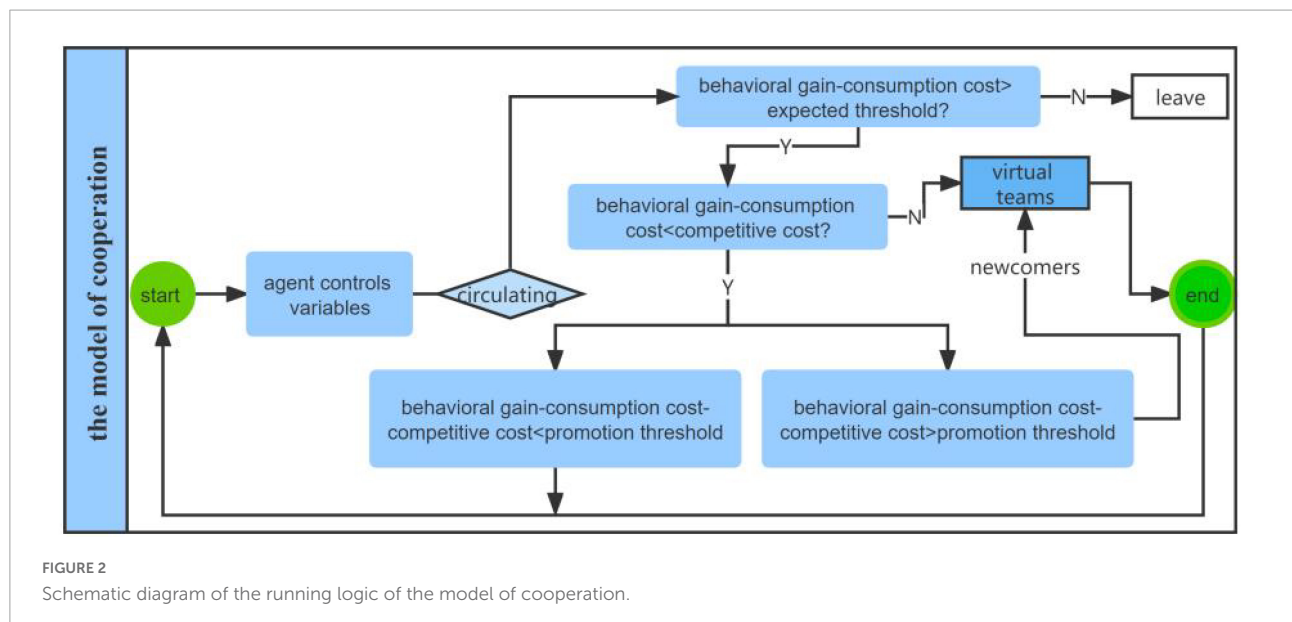 the model of cooperation
start
agent controls
variables
circulating
behavioral gain-consumption cost>
expected threshold?
N
leave
Y
behavioral gain-consumption
cost<competitive cost?
N
virtual
teams
newcomers
end
Y
behavioral gain-consumption cost-
competitive cost<promotion threshold
behavioral gain-consumption cost-
competitive cost>promotion threshold
FIGURE 2
Schematic diagram of the running logic of the model of cooperation.